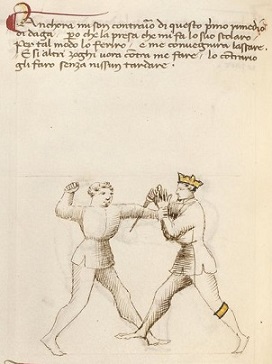 Anchora mi son contrario di questo primo rimedio
di daga, po che la presa che mi fa lo suo scolaro
per tal modo lo feriro, e me convegnira lassare.
E si altri zoghi vora contra me fare, lo contrario
gli faro senza nissun tardare.